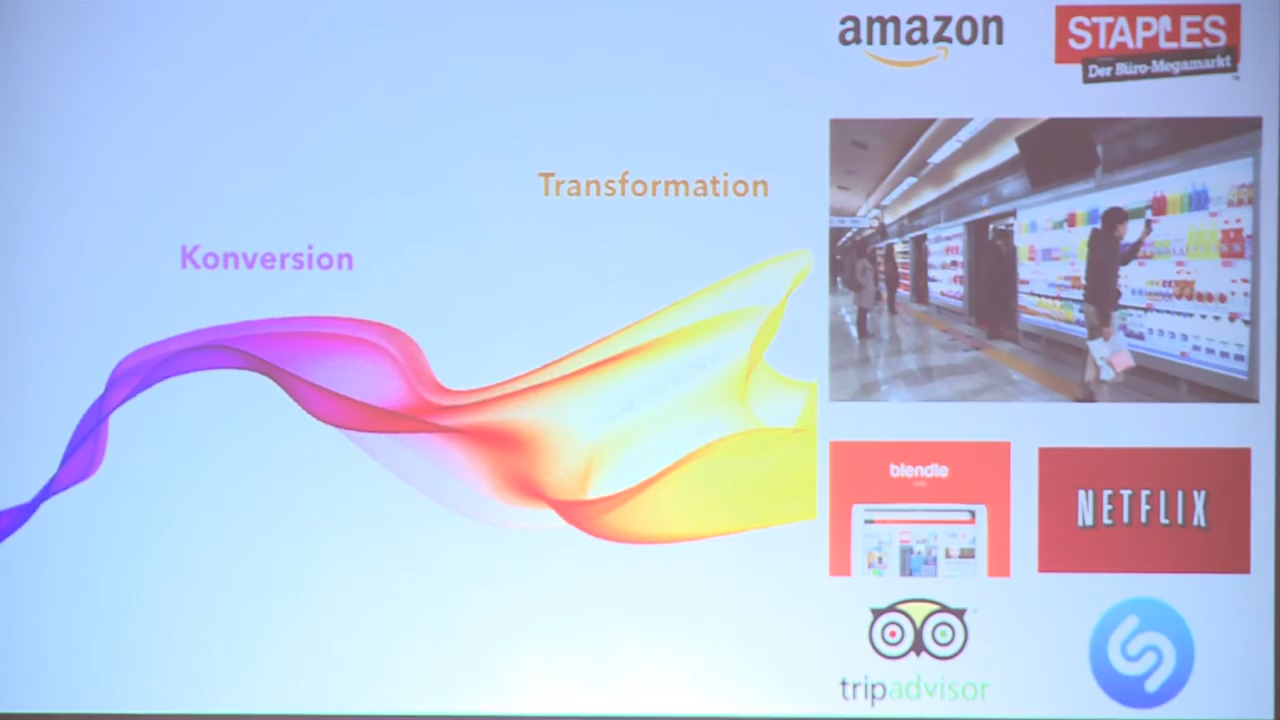 amazon
STAPLES
Der Büro-Megamarkt
Transformation
Konversion
blendle
NETFLIX
tripadvisor